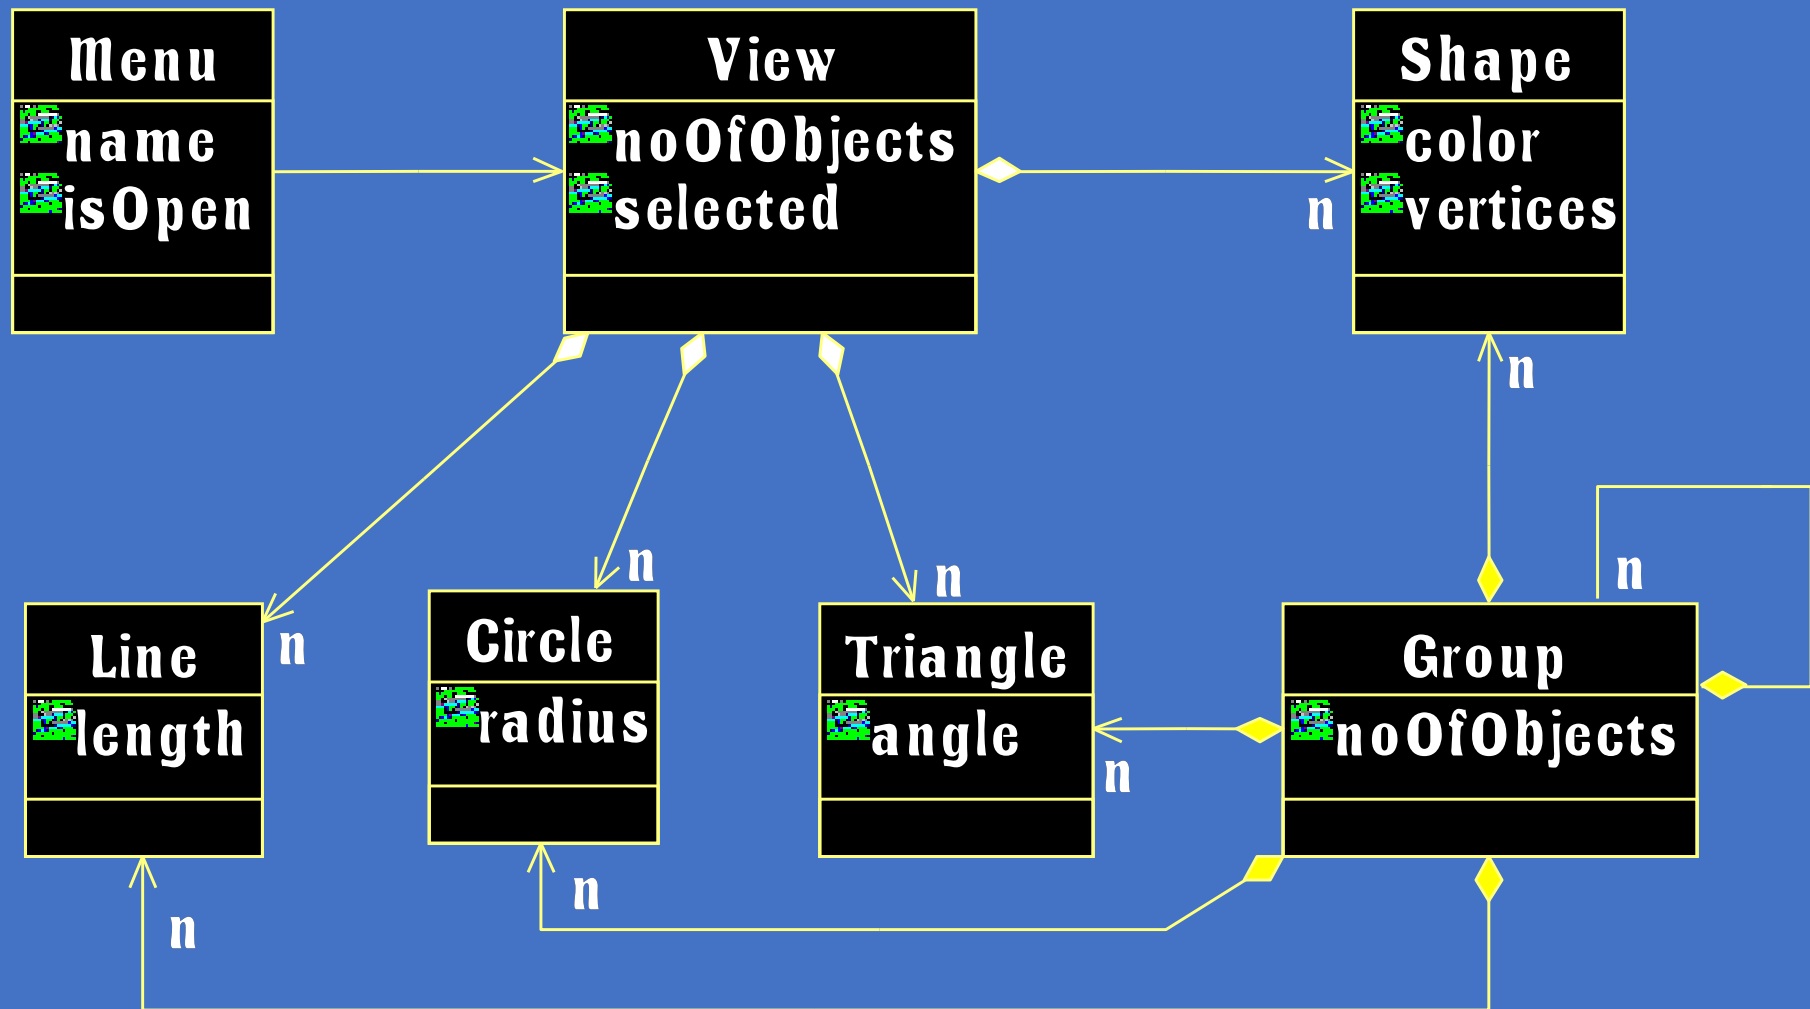 Menu
name
isOpen
View
noOfObjects
selected
Shape
color
vertices
n
n
n
n
n
n
Line
length
Circle
radius
Triangle
angle
n
Group
noOfObjects
n
n